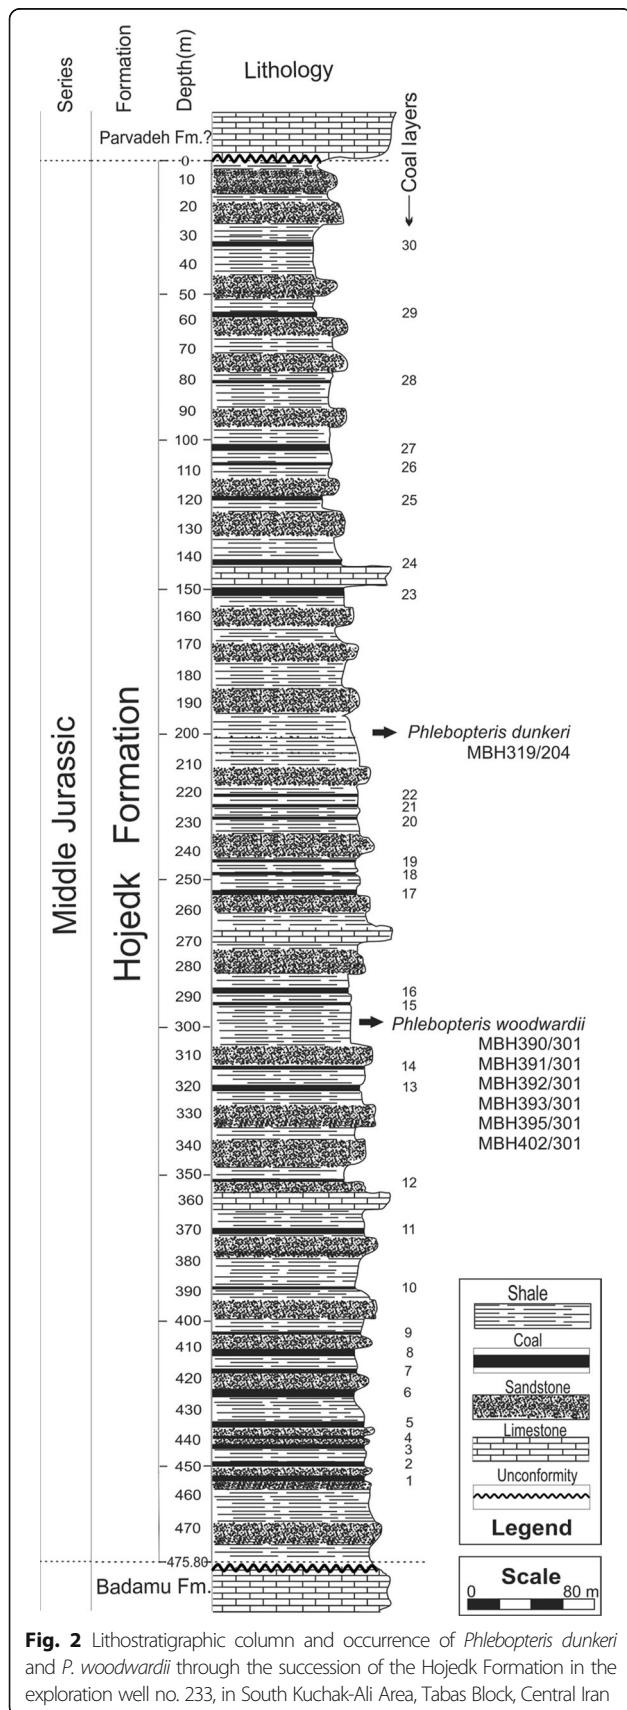 Series
Formation
Depth(m)
Lithology
Coal layers
Parvadeh Fm.?
0
10
20
30
30
40
50
29
60
70
80
28
90
100
27
26
110
120
25
130
140
24
150
23
160
170
180
190
200
Phlebopteris dunkeri
MBH319/204
210
220
22
21
230
20
240
19
18
250
17
260
270
280
290
16
15
300
Phlebopteris woodwardii
MBH390/301
MBH391/301
MBH392/301
MBH393/301
MBH395/301
MBH402/301
310
14
320
13
330
340
350
12
360
370
11
380
390
10
400
9
410
8
7
420
6
430
5
4
440
3
2
450
1
460
470
475.80
Badamu Fm.
Middle Jurassic
Hojedk Formation
Shale
Coal
Sandstone
Limestone
Unconformity
Legend
Scale
0 80 m
Fig. 2 Lithostratigraphic column and occurrence of Phlebopteris dunkeri
and P. woodwardii through the succession of the Hojedk Formation in the
exploration well no. 233, in South Kuchak-Ali Area, Tabas Block, Central Iran